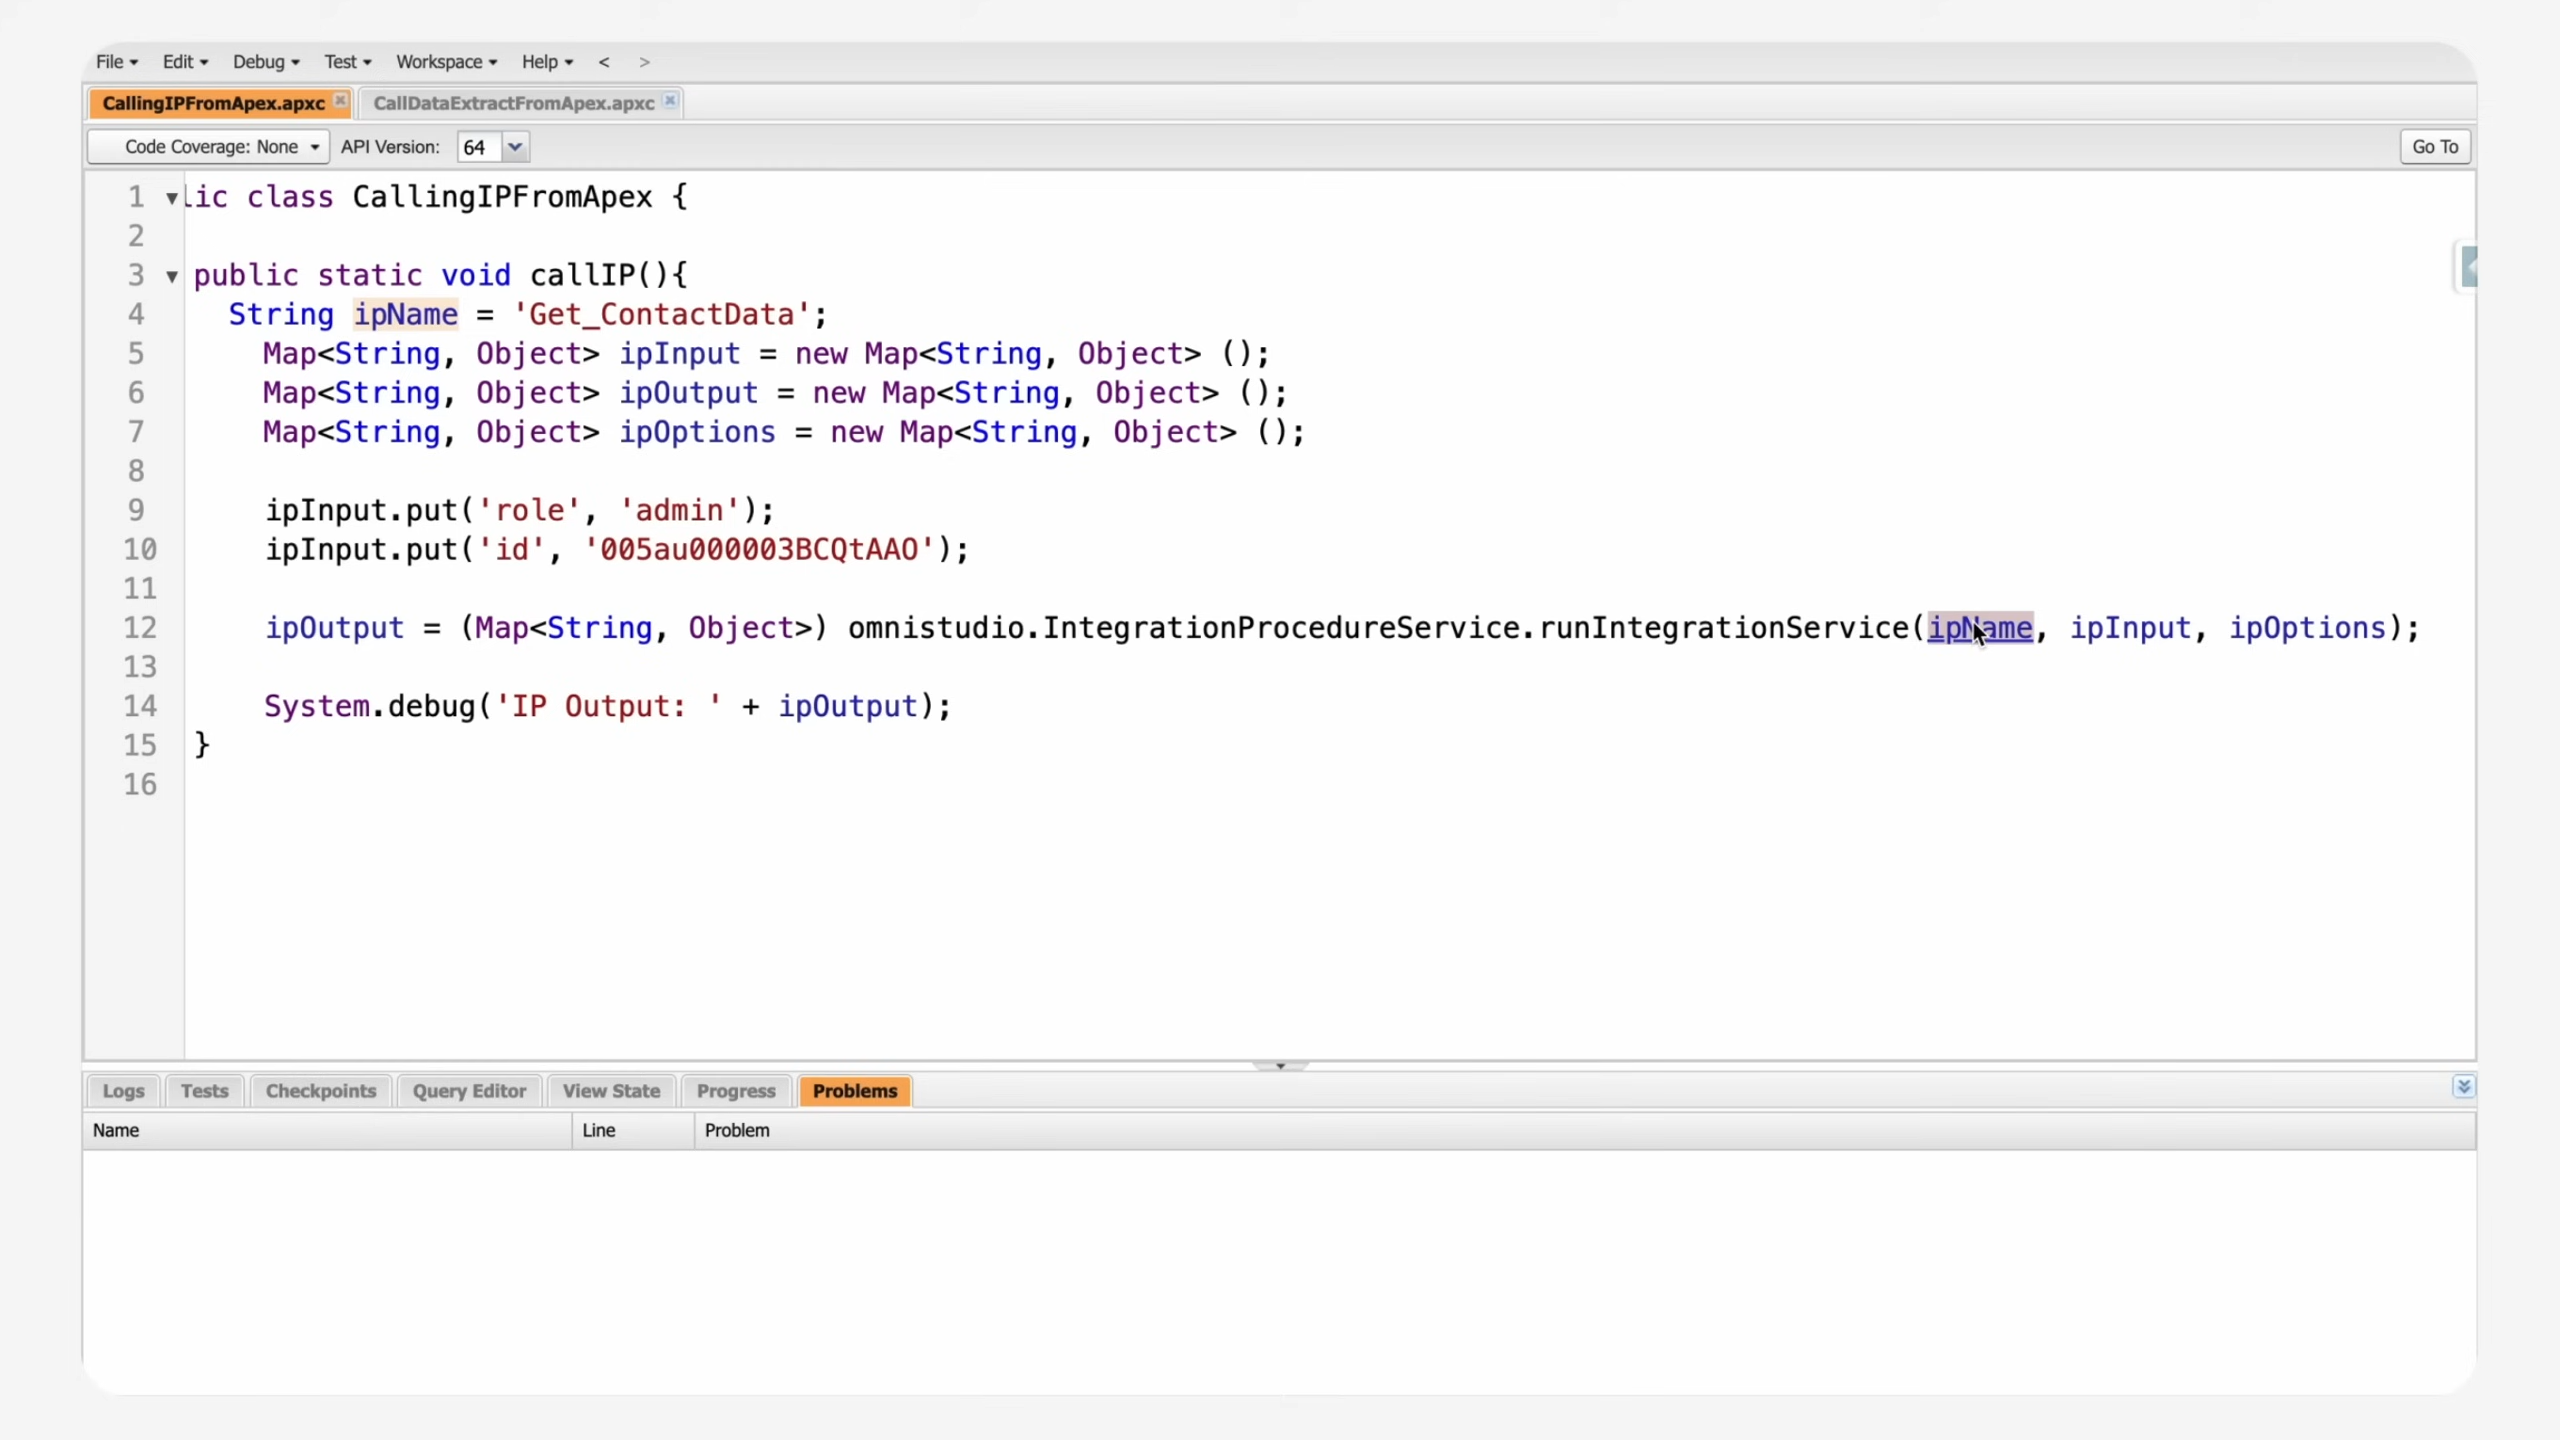 File Edit Debug Test Workspace Help < >
CallingIPFromApex.apxc CallDataExtractFromApex.apxc
Code Coverage: None API Version: 64 Go To
1 lic class CallingIPFromApex {
2
3 public static void callIP(){
4 String ipName = 'Get_ContactData';
5 Map<String, Object> ipInput = new Map<String, Object> ();
6 Map<String, Object> ipOutput = new Map<String, Object> ();
7 Map<String, Object> ipOptions = new Map<String, Object> ();
8
9 ipInput.put('role', 'admin');
10 ipInput.put('id', '005au000003BCQtAAO');
11
12 ipOutput = (Map<String, Object>) omnistudio.IntegrationProcedureService.runIntegrationService(ipName, ipInput, ipOptions);
13
14 System.debug('IP Output: ' + ipOutput);
15 }
16
Logs Tests Checkpoints Query Editor View State Progress Problems
Name Line Problem